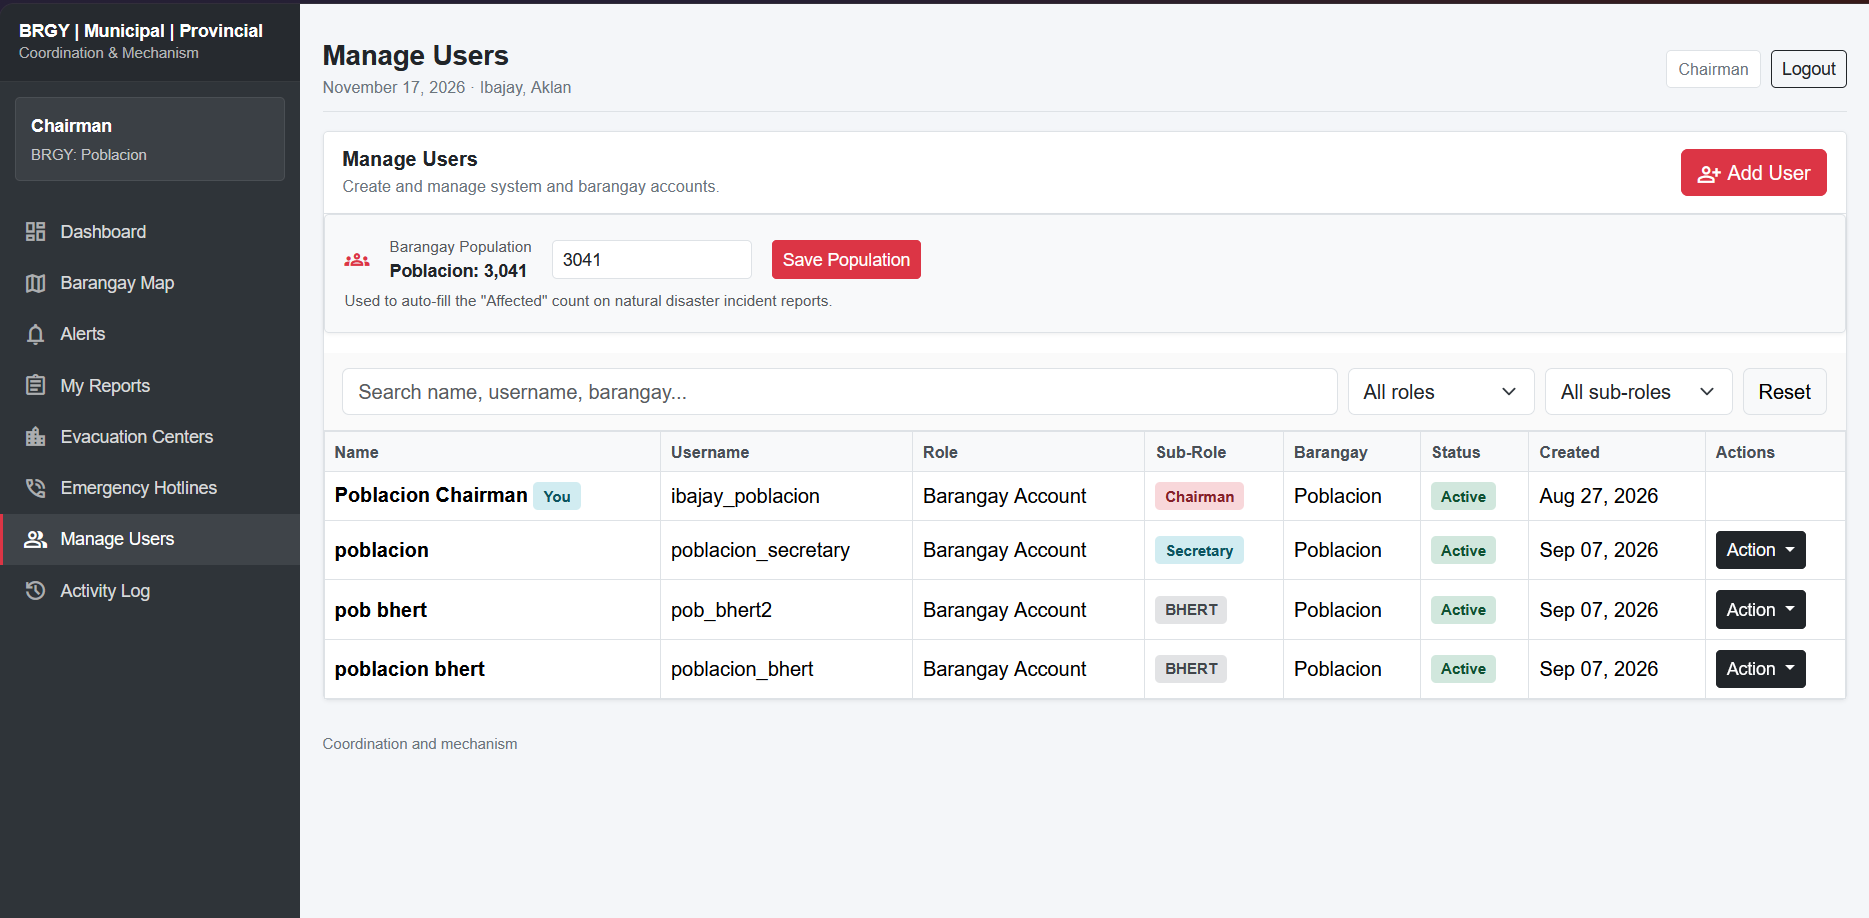 BRGY | Municipal | Provincial
Coordination & Mechanism
Chairman
BRGY: Poblacion
Dashboard
Barangay Map
Alerts
My Reports
Evacuation Centers
Emergency Hotlines
Manage Users
Activity Log
Manage Users
November 17, 2026 · Ibajay, Aklan
Chairman
Logout
Manage Users
Create and manage system and barangay accounts.
Add User
Barangay Population
Poblacion: 3,041
3041
Save Population
Used to auto-fill the "Affected" count on natural disaster incident reports.
Search name, username, barangay...
All roles
All sub-roles
Reset
Name Username Role Sub-Role Barangay Status Created Actions
Poblacion Chairman You ibajay_poblacion Barangay Account Chairman Poblacion Active Aug 27, 2026
poblacion poblacion_secretary Barangay Account Secretary Poblacion Active Sep 07, 2026 Action
pob bhert pob_bhert2 Barangay Account BHERT Poblacion Active Sep 07, 2026 Action
poblacion bhert poblacion_bhert Barangay Account BHERT Poblacion Active Sep 07, 2026 Action
Coordination and mechanism